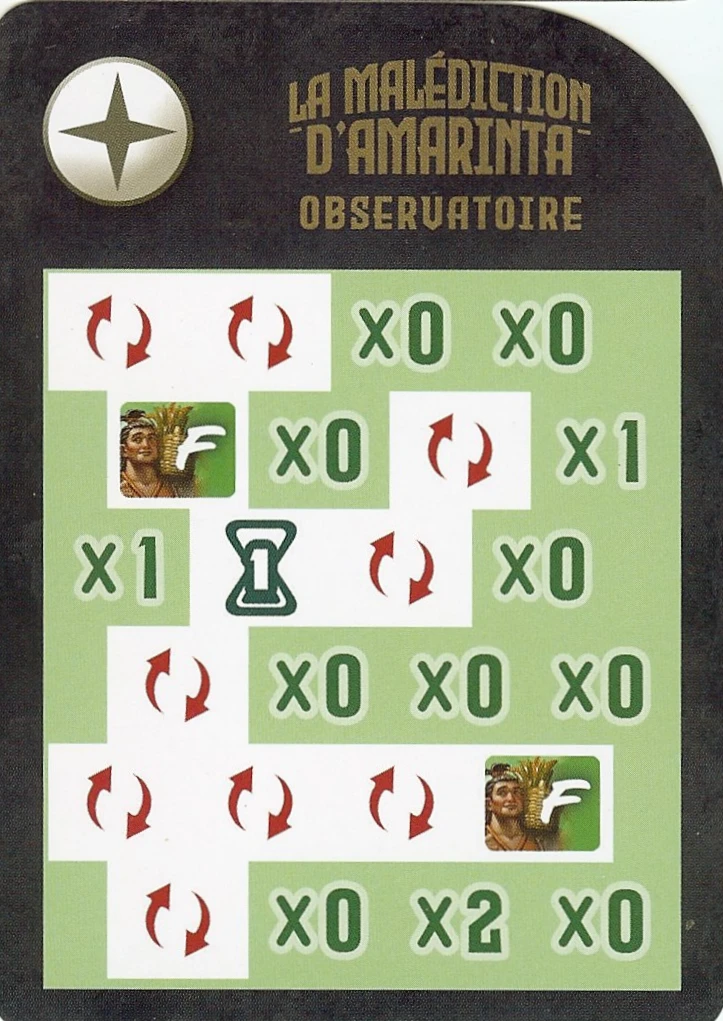 LA MALÉDICTION
D'AMARINTA
OBSERVATOIRE
x0 x0
F x0 x1
x1 1 x0
x0 x0 x0
F
x0 x2 x0